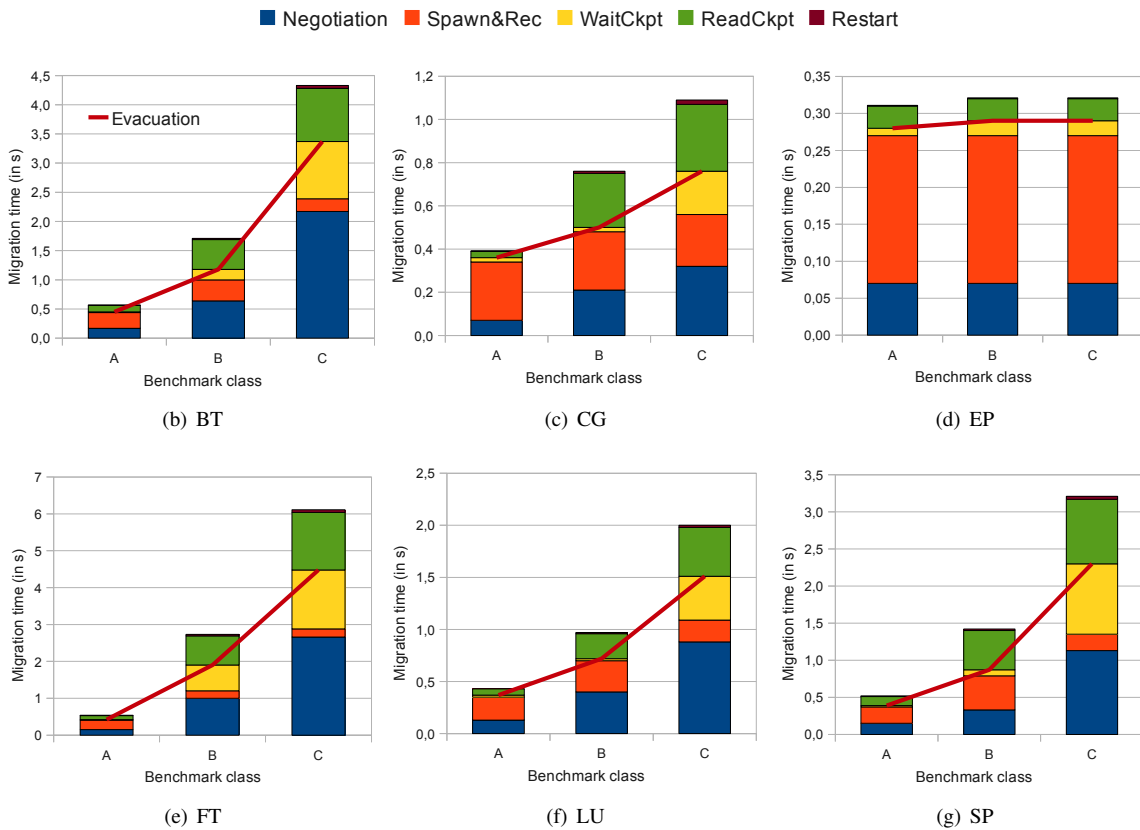 Negotiation Spawn&Rec WaitCkpt ReadCkpt Restart
Migration time (in s)
4,5
4,0
3,5
3,0
2,5
2,0
1,5
1,0
0,5
0,0
Evacuation
A B C
Benchmark class
(b) BT
Migration time (in s)
1,2
1,0
0,8
0,6
0,4
0,2
0,0
A B C
Benchmark class
(c) CG
Migration time (in s)
0,35
0,30
0,25
0,20
0,15
0,10
0,05
0,00
A B C
Benchmark class
(d) EP
Migration time (in s)
7
6
5
4
3
2
1
0
A B C
Benchmark class
(e) FT
Migration time (in s)
2,5
2,0
1,5
1,0
0,5
0,0
A B C
Benchmark class
(f) LU
Migration time (in s)
3,5
3,0
2,5
2,0
1,5
1,0
0,5
0,0
A B C
Benchmark class
(g) SP